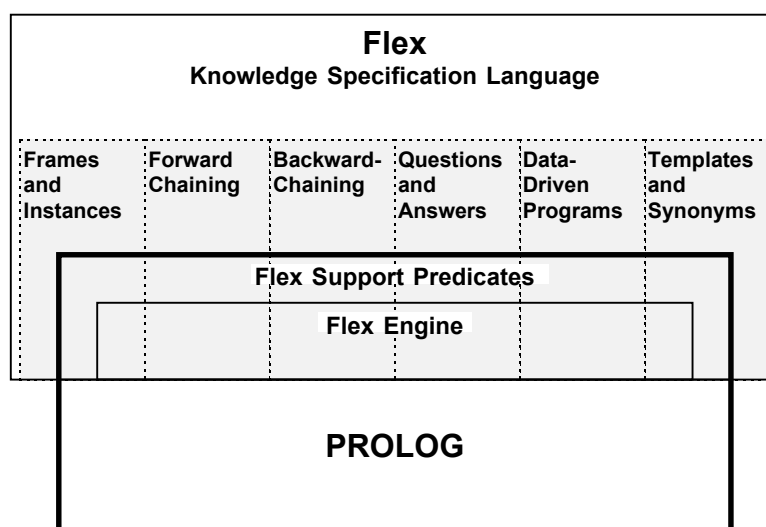 Flex
Knowledge Specification Language
Frames
and
Instances
Forward
Chaining
Backward-
Chaining
Questions
and
Answers
Data-
Driven
Programs
Templates
and
Synonyms
Flex Support Predicates
Flex Engine
PROLOG